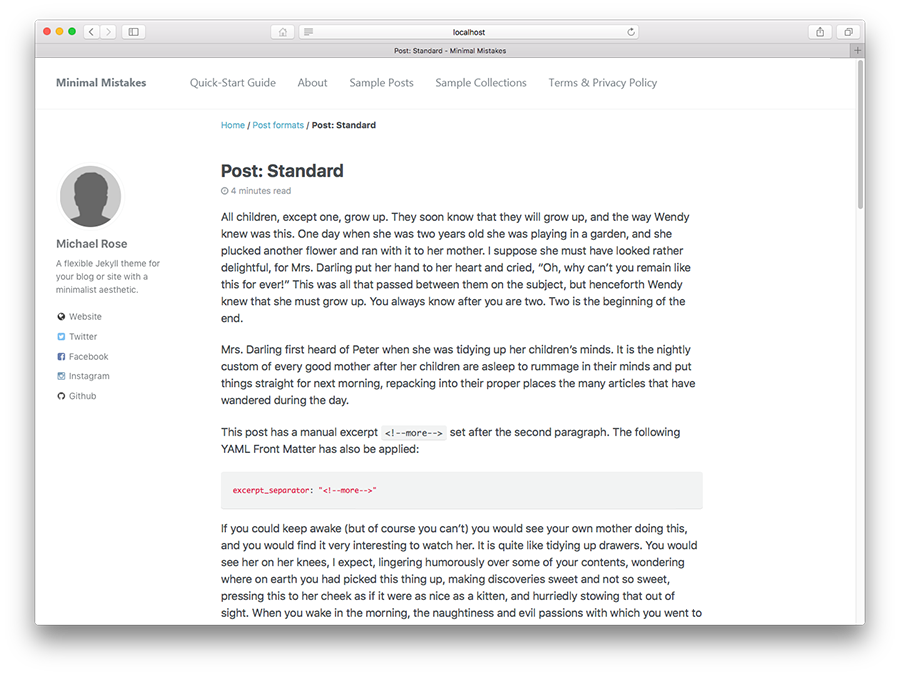 localhost
Post: Standard - Minimal Mistakes
Minimal Mistakes Quick-Start Guide About Sample Posts Sample Collections Terms & Privacy Policy
Home / Post formats / Post: Standard
Michael Rose
A flexible Jekyll theme for
your blog or site with a
minimalist aesthetic.
Website
Twitter
Facebook
Instagram
Github
Post: Standard
4 minutes read
All children, except one, grow up. They soon know that they will grow up, and the way Wendy
knew was this. One day when she was two years old she was playing in a garden, and she
plucked another flower and ran with it to her mother. I suppose she must have looked rather
delightful, for Mrs. Darling put her hand to her heart and cried, “Oh, why can’t you remain like
this for ever!” This was all that passed between them on the subject, but henceforth Wendy
knew that she must grow up. You always know after you are two. Two is the beginning of the
end.
Mrs. Darling first heard of Peter when she was tidying up her children’s minds. It is the nightly
custom of every good mother after her children are asleep to rummage in their minds and put
things straight for next morning, repacking into their proper places the many articles that have
wandered during the day.
This post has a manual excerpt <!--more--> set after the second paragraph. The following
YAML Front Matter has also be applied:
excerpt_separator: "<!--more-->"
If you could keep awake (but of course you can’t) you would see your own mother doing this,
and you would find it very interesting to watch her. It is quite like tidying up drawers. You would
see her on her knees, I expect, lingering humorously over some of your contents, wondering
where on earth you had picked this thing up, making discoveries sweet and not so sweet,
pressing this to her cheek as if it were as nice as a kitten, and hurriedly stowing that out of
sight. When you wake in the morning, the naughtiness and evil passions with which you went to